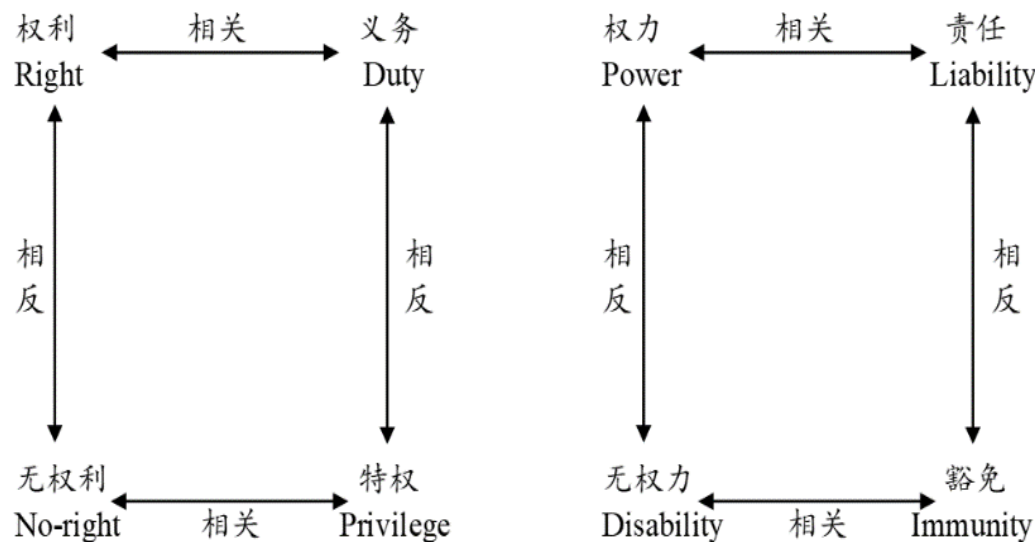 权利 相关 义务
Right Duty
权力 相关 责任
Power Liability
相
反
相
反
相
反
相
反
无权利 特权
No-right 相关 Privilege
无权力 豁免
Disability 相关 Immunity